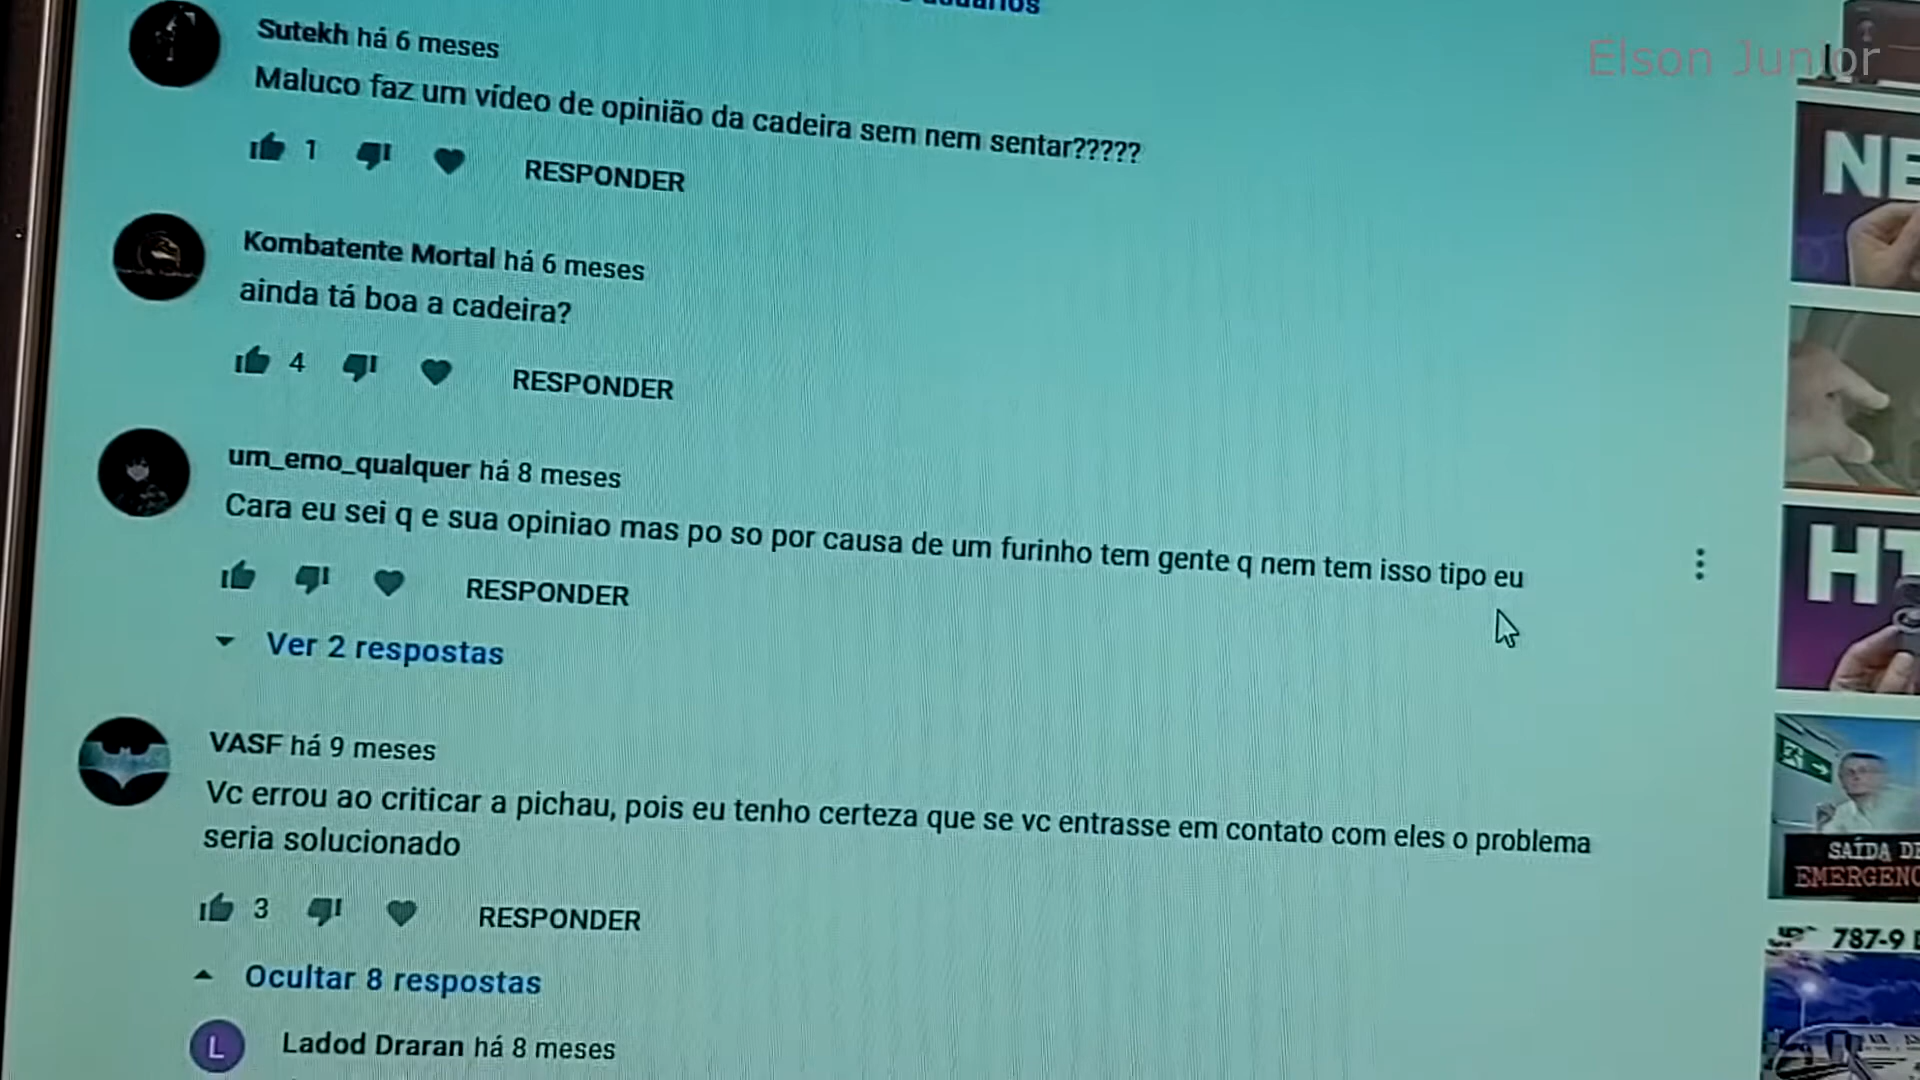 Elson Junior
Sutekh há 6 meses
Maluco faz um vídeo de opinião da cadeira sem nem sentar?????
1
RESPONDER
Kombatente Mortal há 6 meses
ainda tá boa a cadeira?
4
RESPONDER
um_emo_qualquer há 8 meses
Cara eu sei q e sua opiniao mas po so por causa de um furinho tem gente q nem tem isso tipo eu
RESPONDER
Ver 2 respostas
VASF há 9 meses
Vc errou ao criticar a pichau, pois eu tenho certeza que se vc entrasse em contato com eles o problema
seria solucionado
3
RESPONDER
Ocultar 8 respostas
L
Ladod Draran há 8 meses
NE
HT
SAÍDA DE
EMERGENC
787-9